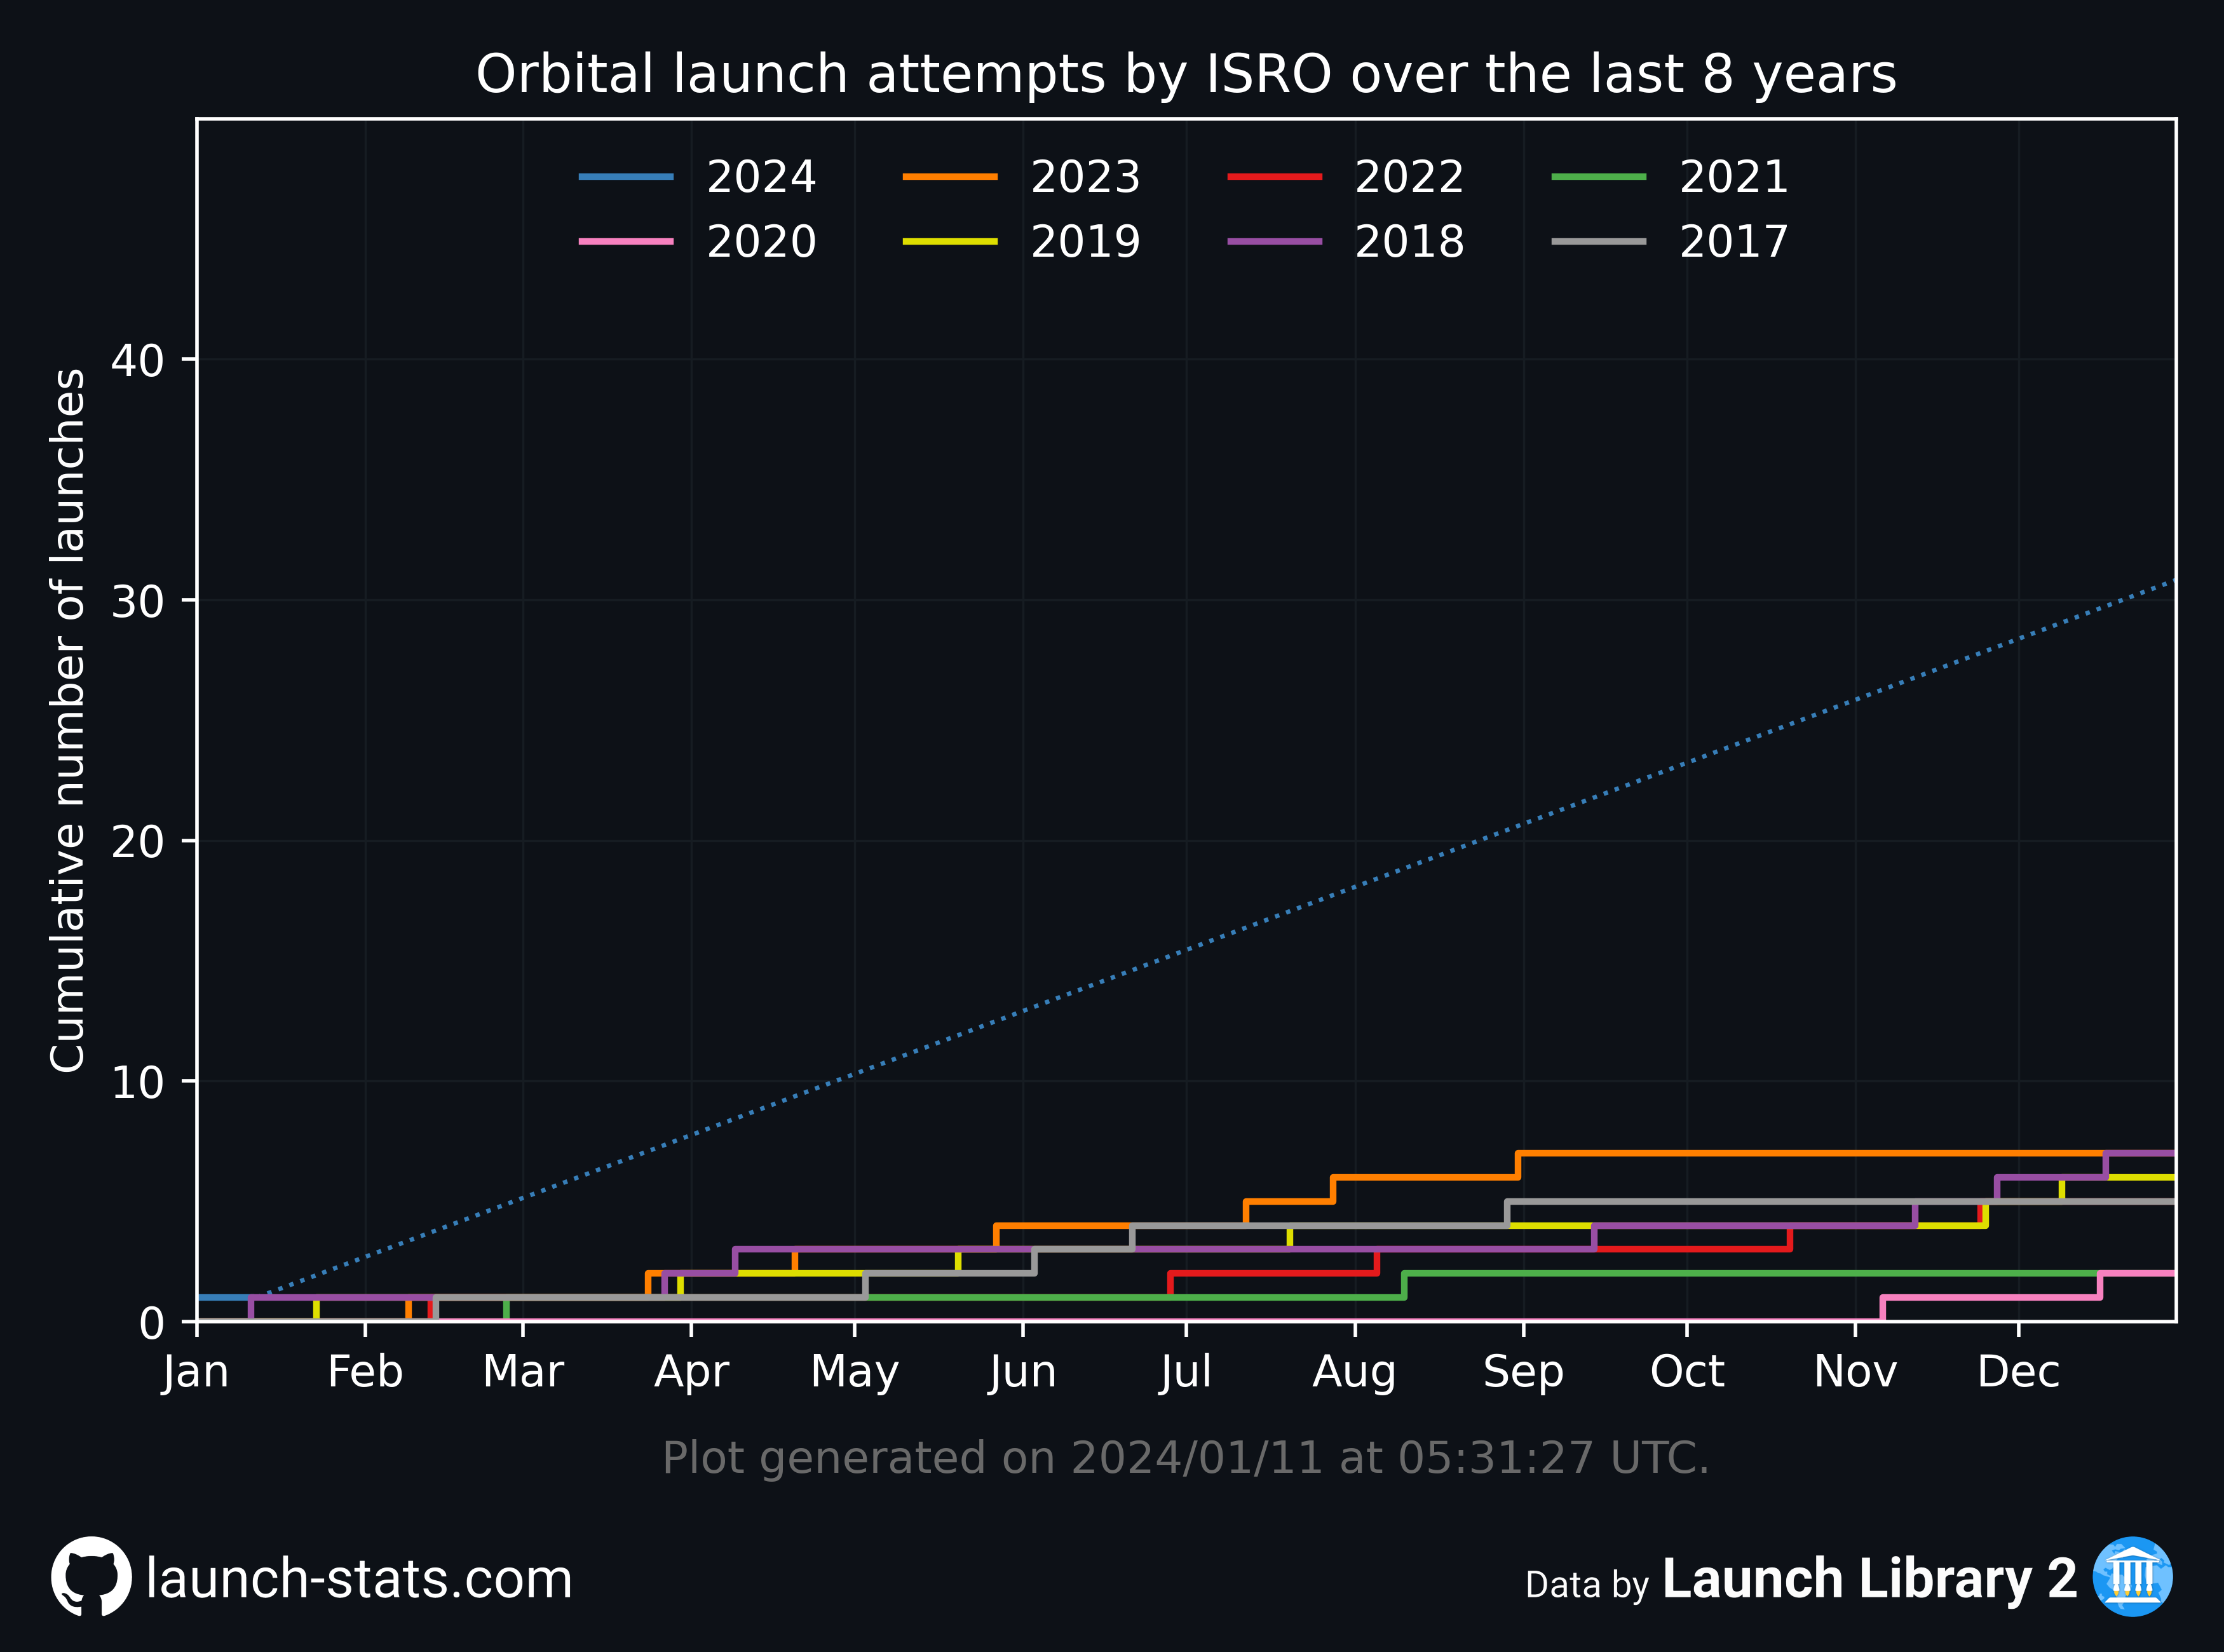 Orbital launch attempts by ISRO over the last 8 years
2024 2023 2022 2021
2020 2019 2018 2017
Cumulative number of launches
40
30
20
10
0
Jan Feb Mar Apr May Jun Jul Aug Sep Oct Nov Dec
Plot generated on 2024/01/11 at 05:31:27 UTC.
launch-stats.com
Data by Launch Library 2